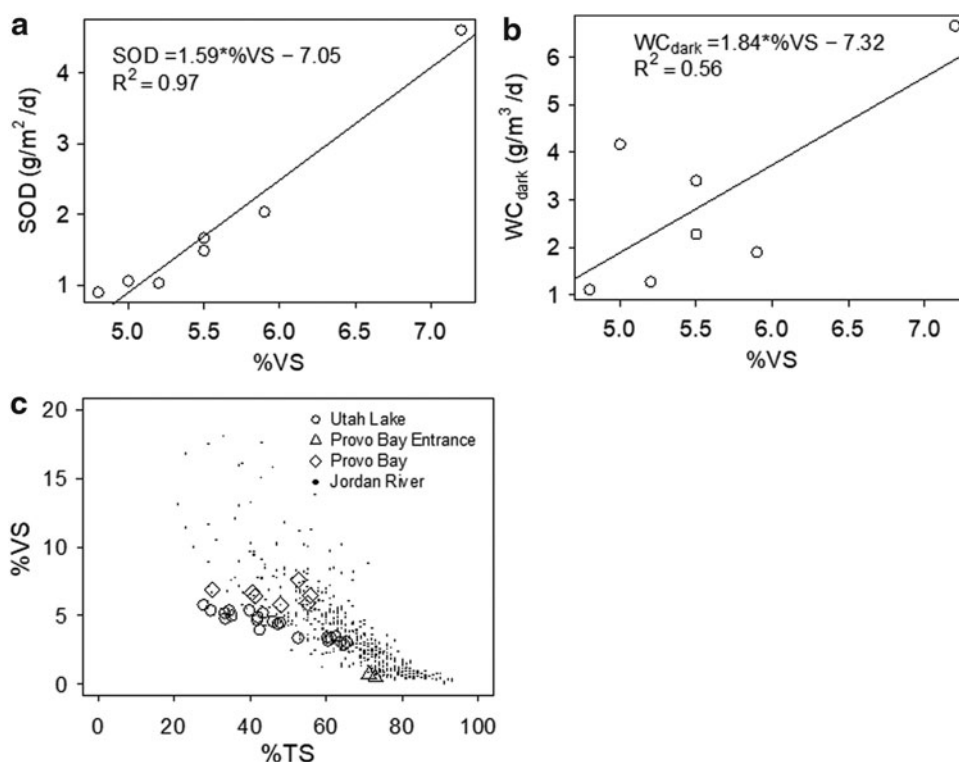 a
SOD =1.59*%VS − 7.05
R² = 0.97
SOD (g/m² /d)
4
3
2
1
5.0 5.5 6.0 6.5 7.0
%VS
b
WC_dark =1.84*%VS − 7.32
R² = 0.56
WC_dark (g/m³ /d)
6
5
4
3
2
1
5.0 5.5 6.0 6.5 7.0
%VS
c
Utah Lake
Provo Bay Entrance
Provo Bay
Jordan River
%VS
20
15
10
5
0
0 20 40 60 80 100
%TS